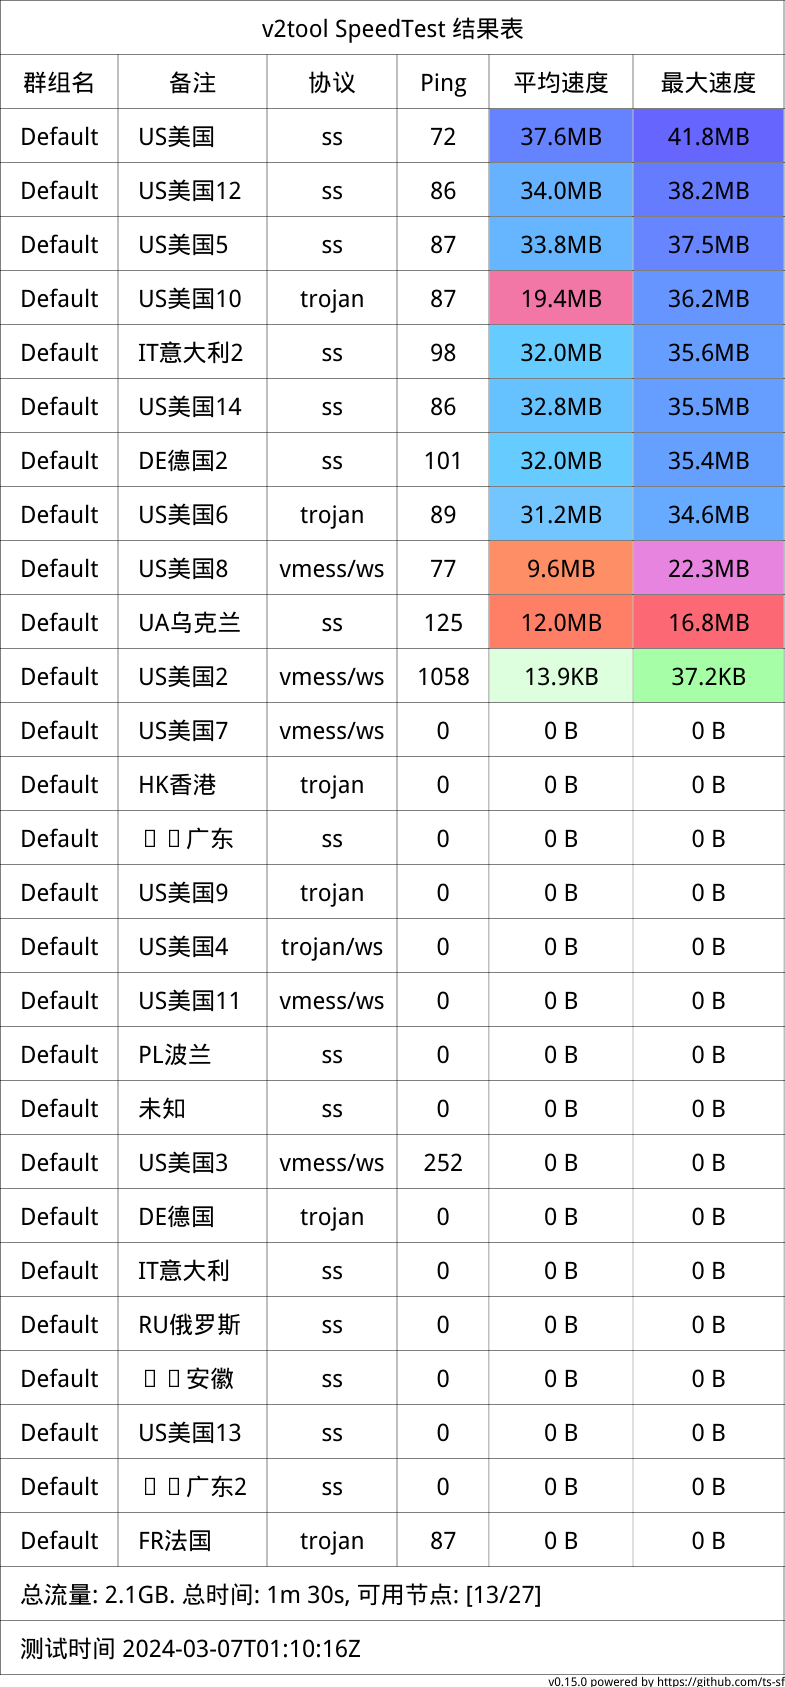 v2tool SpeedTest 结果表
群组名 备注 协议 Ping 平均速度 最大速度
Default US美国 ss 72 37.6MB 41.8MB
Default US美国12 ss 86 34.0MB 38.2MB
Default US美国5 ss 87 33.8MB 37.5MB
Default US美国10 trojan 87 19.4MB 36.2MB
Default IT意大利2 ss 98 32.0MB 35.6MB
Default US美国14 ss 86 32.8MB 35.5MB
Default DE德国2 ss 101 32.0MB 35.4MB
Default US美国6 trojan 89 31.2MB 34.6MB
Default US美国8 vmess/ws 77 9.6MB 22.3MB
Default UA乌克兰 ss 125 12.0MB 16.8MB
Default US美国2 vmess/ws 1058 13.9KB 37.2KB
Default US美国7 vmess/ws 0 0 B 0 B
Default HK香港 trojan 0 0 B 0 B
Default 广东 ss 0 0 B 0 B
Default US美国9 trojan 0 0 B 0 B
Default US美国4 trojan/ws 0 0 B 0 B
Default US美国11 vmess/ws 0 0 B 0 B
Default PL波兰 ss 0 0 B 0 B
Default 未知 ss 0 0 B 0 B
Default US美国3 vmess/ws 252 0 B 0 B
Default DE德国 trojan 0 0 B 0 B
Default IT意大利 ss 0 0 B 0 B
Default RU俄罗斯 ss 0 0 B 0 B
Default 安徽 ss 0 0 B 0 B
Default US美国13 ss 0 0 B 0 B
Default 广东2 ss 0 0 B 0 B
Default FR法国 trojan 87 0 B 0 B
总流量: 2.1GB. 总时间: 1m 30s, 可用节点: [13/27]
测试时间 2024-03-07T01:10:16Z
v0.15.0 powered by https://github.com/ts-sf